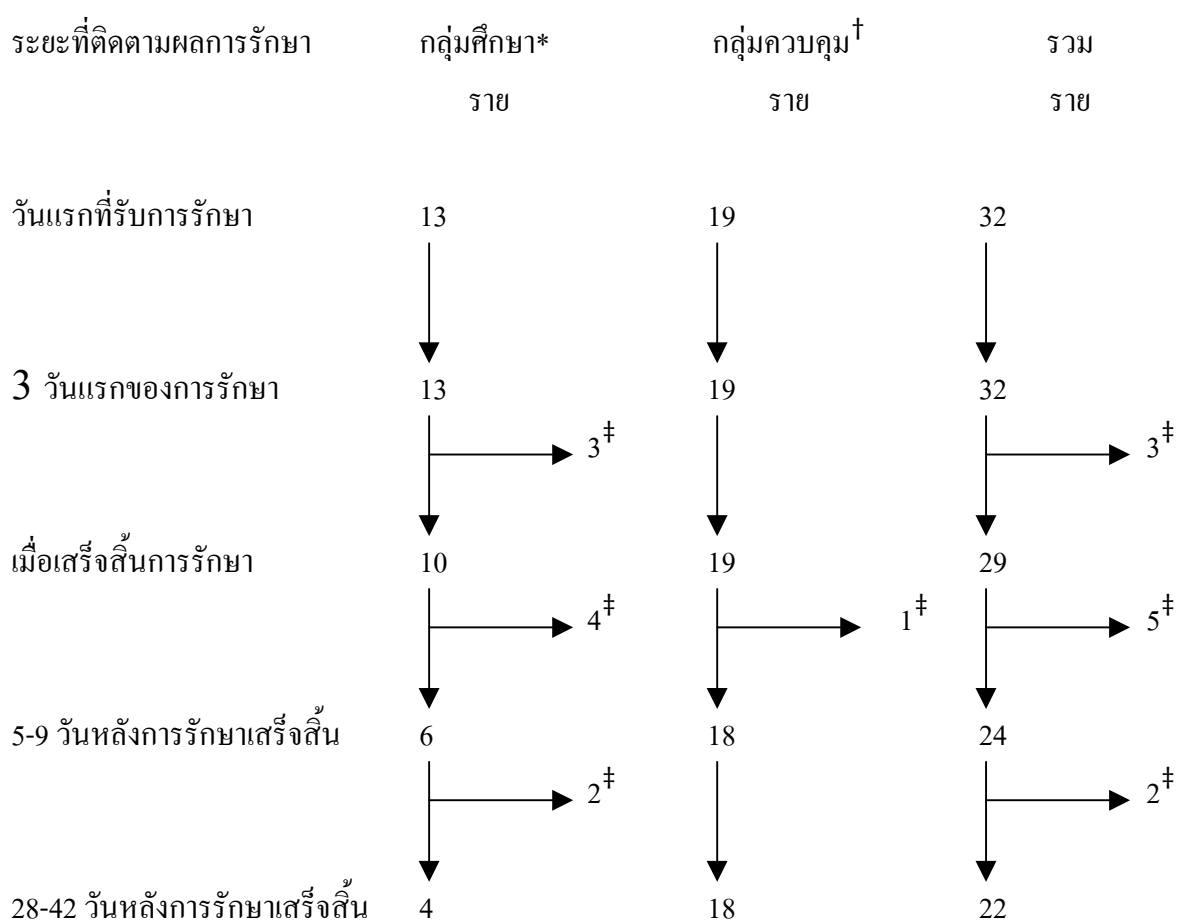 ระยะที่ติดตามผลการรักษา กลุ่มศึกษา* กลุ่มควบคุม† รวม
ราย ราย ราย
วันแรกที่รับการรักษา 13 19 32
3 วันแรกของการรักษา 13 19 32
3‡ 3‡
เมื่อเสร็จสิ้นการรักษา 10 19 29
4‡ 1‡ 5‡
5-9 วันหลังการรักษาเสร็จสิ้น 6 18 24
2‡ 2‡
28-42 วันหลังการรักษาเสร็จสิ้น 4 18 22